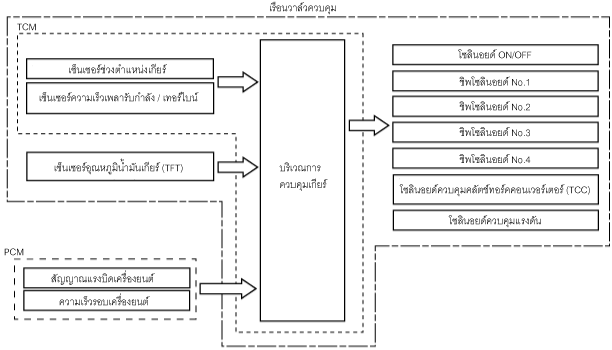 เรือนวาล์วควบคุม
TCM
เซ็นเซอร์ช่วงตำแหน่งเกียร์
เซ็นเซอร์ความเร็วเพลารับกำลัง / เทอร์ไบน์
เซ็นเซอร์อุณหภูมิน้ำมันเกียร์ (TFT)
บริเวณการ
ควบคุมเกียร์
โซลินอยด์ ON/OFF
ชิพโซลินอยด์ No.1
ชิพโซลินอยด์ No.2
ชิพโซลินอยด์ No.3
ชิพโซลินอยด์ No.4
โซลินอยด์ควบคุมคลัตช์ทอร์คคอนเวอร์เตอร์ (TCC)
โซลินอยด์ควบคุมแรงดัน
PCM
สัญญาณแรงบิดเครื่องยนต์
ความเร็วรอบเครื่องยนต์